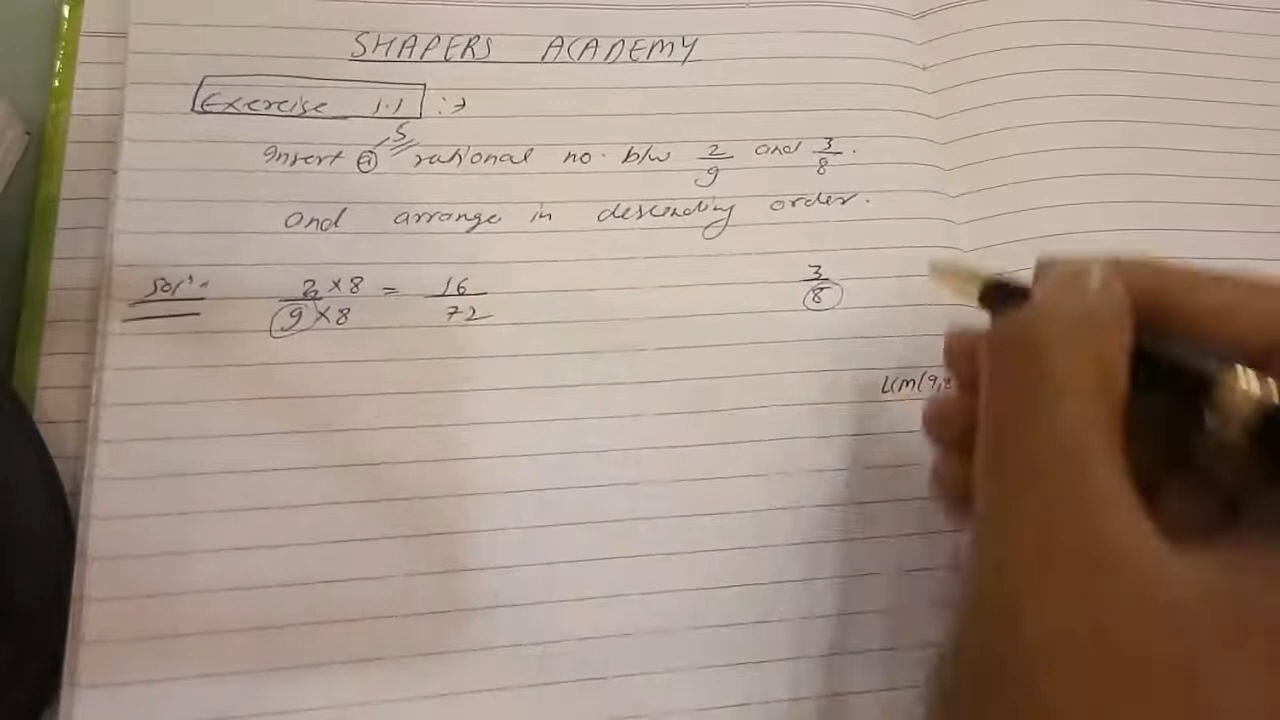 SHAPERS ACADEMY
Exercise 1.1 :→
Insert a 5 rational no. b/w 2/9 and 3/8.
and arrange in descending order.
Solⁿ 2×8/9×8 = 16/72 3/8
LCM(9,8